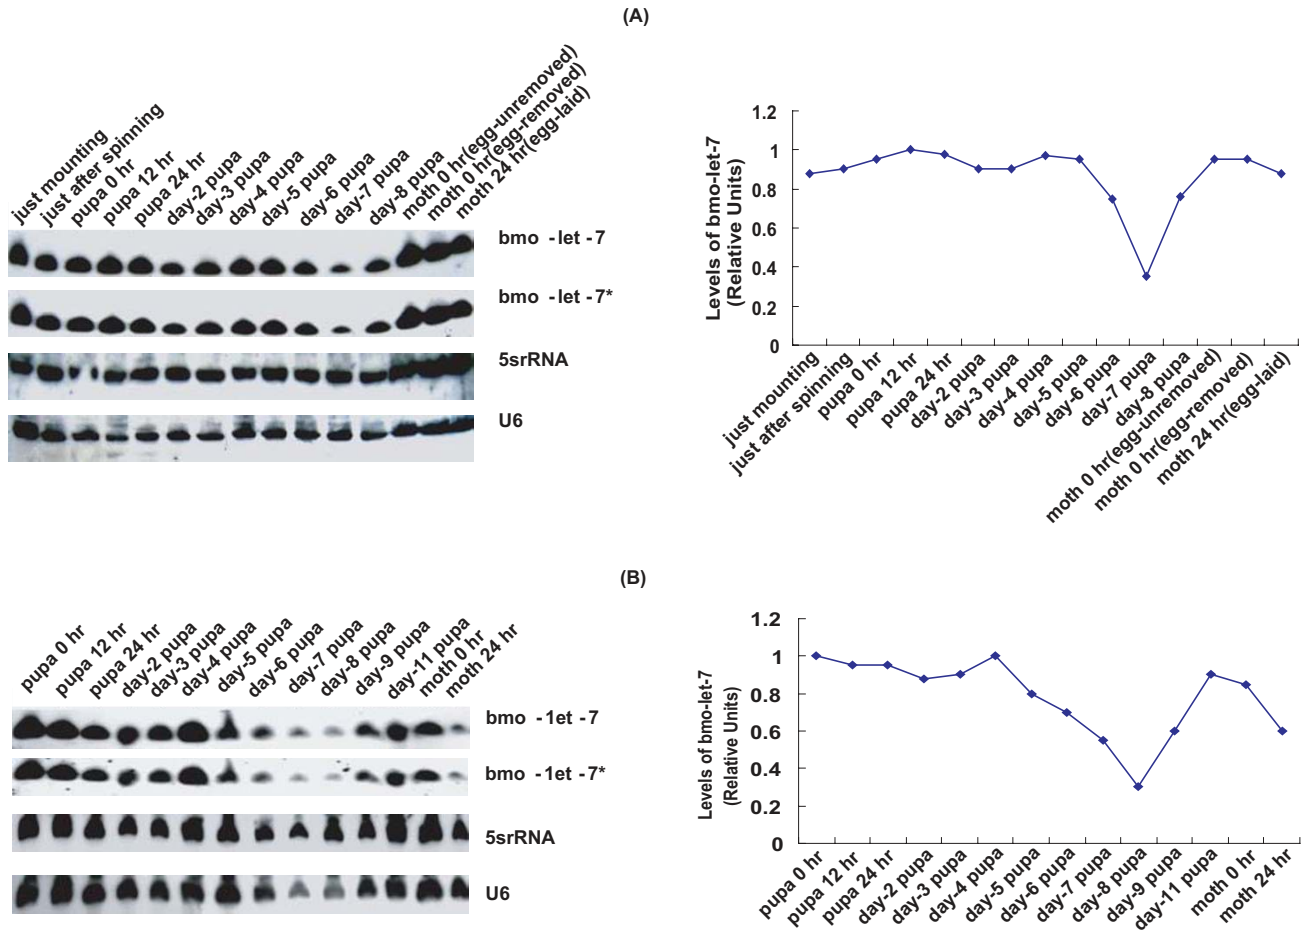 (A)
just mounting
just after spinning
pupa 0 hr
pupa 12 hr
pupa 24 hr
day-2 pupa
day-3 pupa
day-4 pupa
day-5 pupa
day-6 pupa
day-7 pupa
day-8 pupa
moth 0 hr(egg-unremoved)
moth 0 hr(egg-removed)
moth 24 hr(egg-laid)
bmo -let -7
bmo -let -7*
5srRNA
U6
Levels of bmo-let-7
(Relative Units)
1.2
1
0.8
0.6
0.4
0.2
0
just mounting
just after spinning
pupa 0 hr
pupa 12 hr
pupa 24 hr
day-2 pupa
day-3 pupa
day-4 pupa
day-5 pupa
day-6 pupa
day-7 pupa
day-8 pupa
moth 0 hr(egg-unremoved)
moth 0 hr(egg-removed)
moth 24 hr(egg-laid)
(B)
pupa 0 hr
pupa 12 hr
pupa 24 hr
day-2 pupa
day-3 pupa
day-4 pupa
day-5 pupa
day-6 pupa
day-7 pupa
day-8 pupa
day-9 pupa
day-11 pupa
moth 0 hr
moth 24 hr
bmo -1et -7
bmo -1et -7*
5srRNA
U6
Levels of bmo-let-7
(Relative Units)
1.2
1
0.8
0.6
0.4
0.2
0
pupa 0 hr
pupa 12 hr
pupa 24 hr
day-2 pupa
day-3 pupa
day-4 pupa
day-5 pupa
day-6 pupa
day-7 pupa
day-8 pupa
day-9 pupa
day-11 pupa
moth 0 hr
moth 24 hr